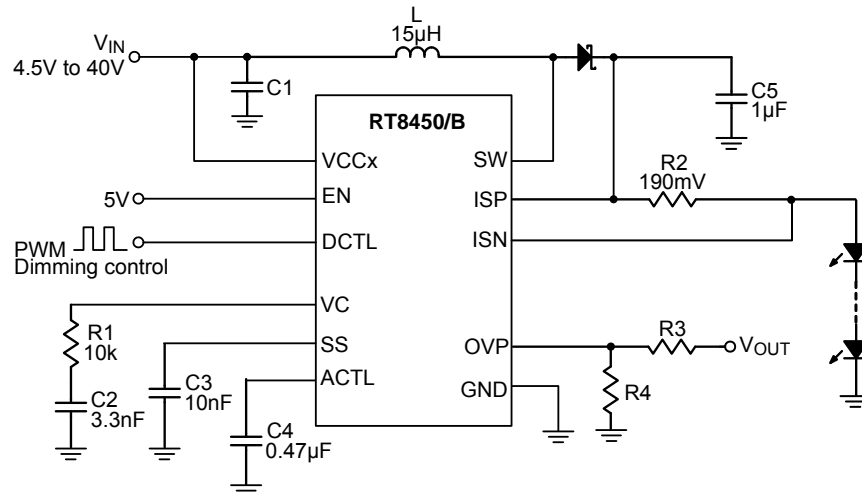 L
15µH
VIN
4.5V to 40V
C1
C5
1µF
RT8450/B
VCCx
SW
R2
190mV
5V
EN
ISP
PWM
Dimming control
DCTL
ISN
VC
R1
10k
SS
OVP
R3
VOUT
C3
10nF
ACTL
GND
R4
C2
3.3nF
C4
0.47µF